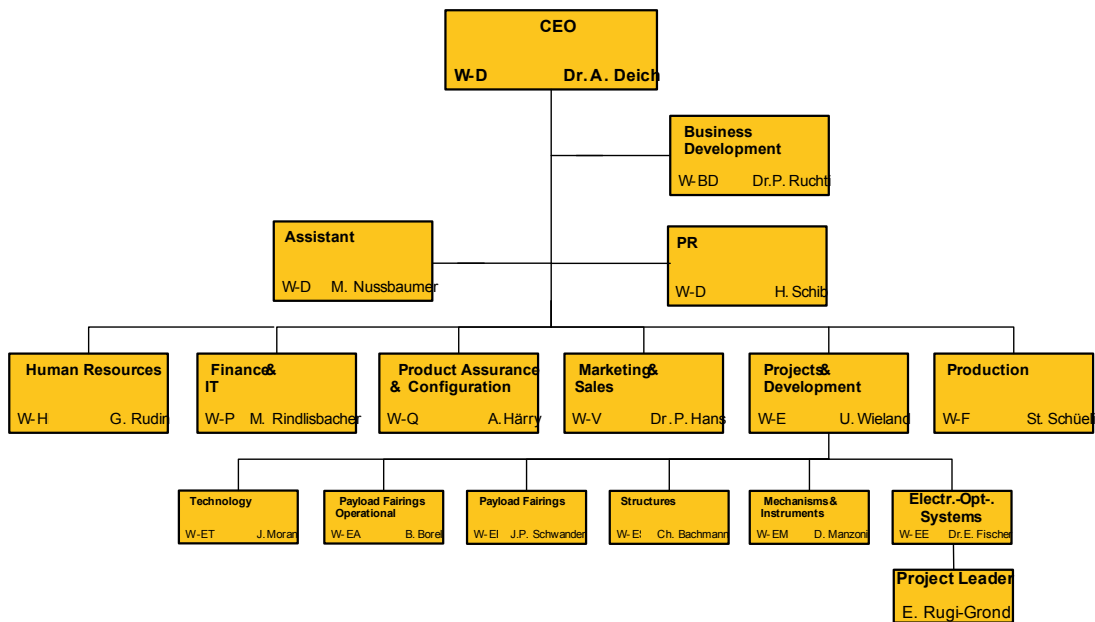 CEO
W-D Dr. A. Deich
Business
Development
W-BD Dr.P. Ruchti
Assistant
W-D M. Nussbaumer
PR
W-D H. Schib
Human Resources
W-H G. Rudin
Finance&
IT
W-P M. Rindlisbacher
Product Assurance
& Configuration
W-Q A. Härry
Marketing&
Sales
W-V Dr. P. Hans
Projects&
Development
W-E U. Wieland
Production
W-F St. Schüeli
Technology
W-ET J. Moran
Payload Fairings
Operational
W-EA B. Borel
Payload Fairings
W-EI J.P. Schwander
Structures
Ch. Bachmann
Mechanisms &
Instruments
W-EM D. Manzoni
Electr.-Opt-.
Systems
W-EE Dr.E. Fischer
Project Leader
E. Rugi-Grond